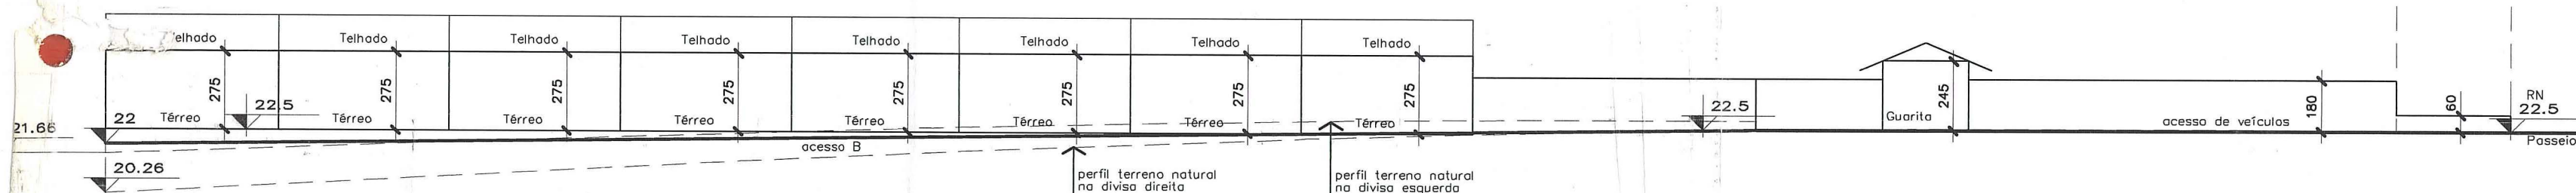 Telhado
Telhado
Telhado
Telhado
Telhado
Telhado
Telhado
Telhado
275
275
275
275
275
275
275
275
245
180
60
RN
22.5
22.5
22.5
22
21.66
Térreo
Térreo
Térreo
Térreo
Térreo
Térreo
Térreo
Térreo
Guarita
acesso de veículos
Passeio
acesso B
20.26
perfil terreno natural
na divisa direita
perfil terreno natural
na divisa esquerda